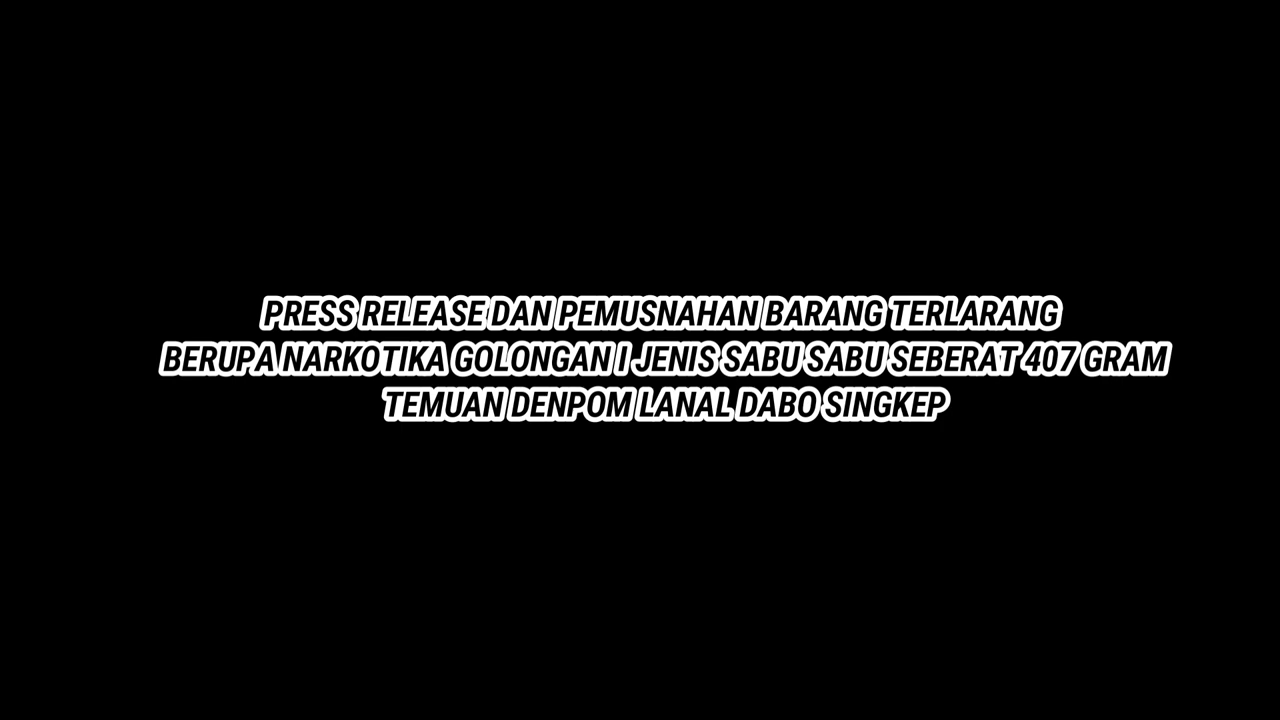 PRESS RELEASE DAN PEMUSNAHAN BARANG TERLARANG
BERUPA NARKOTIKA GOLONGAN I JENIS SABU SABU SEBERAT 407 GRAM
TEMUAN DENPOM LANAL DABO SINGKEP